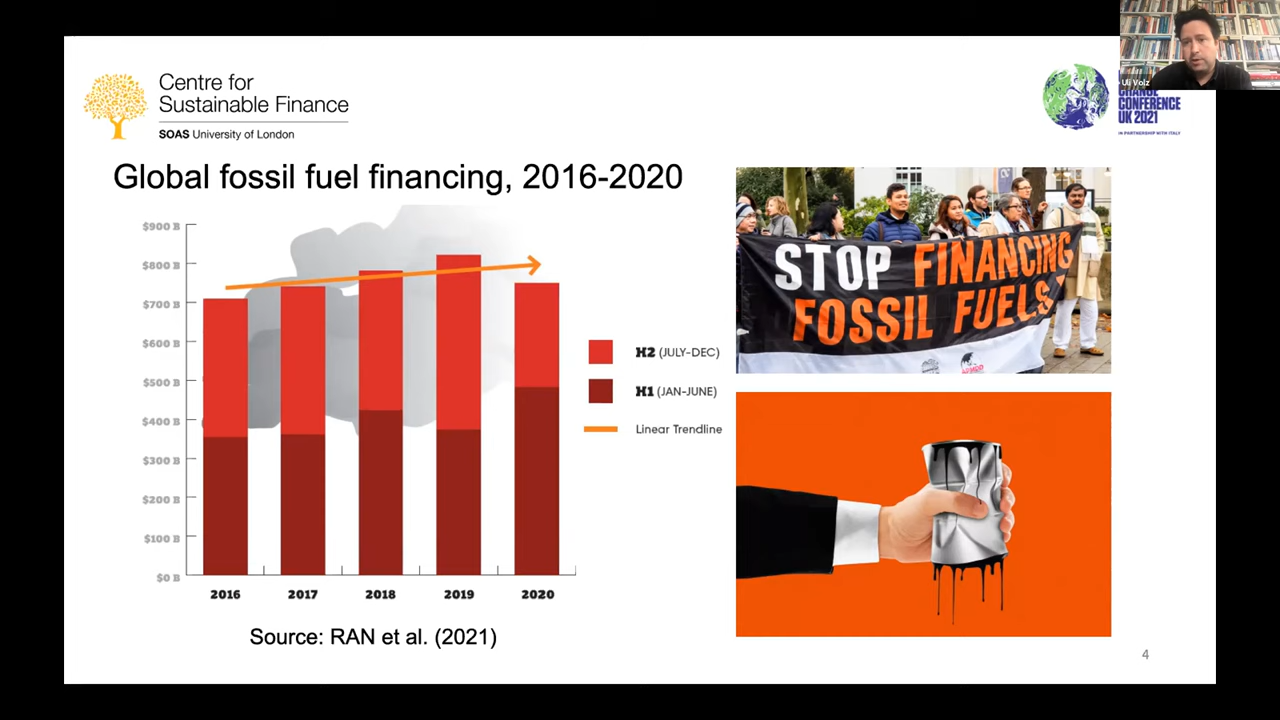 Centre for
Sustainable Finance
SOAS University of London
Uli Volz
CHANGE
CONFERENCE
UK 2021
IN PARTNERSHIP WITH ITALY
Global fossil fuel financing, 2016-2020
$900 B
$800 B
$700 B
$600 B
$500 B
$400 B
$300 B
$200 B
$100 B
$0 B
2016 2017 2018 2019 2020
H2 (JULY-DEC)
H1 (JAN-JUNE)
Linear Trendline
Source: RAN et al. (2021)
STOP FINANCING
FOSSIL FUELS
4